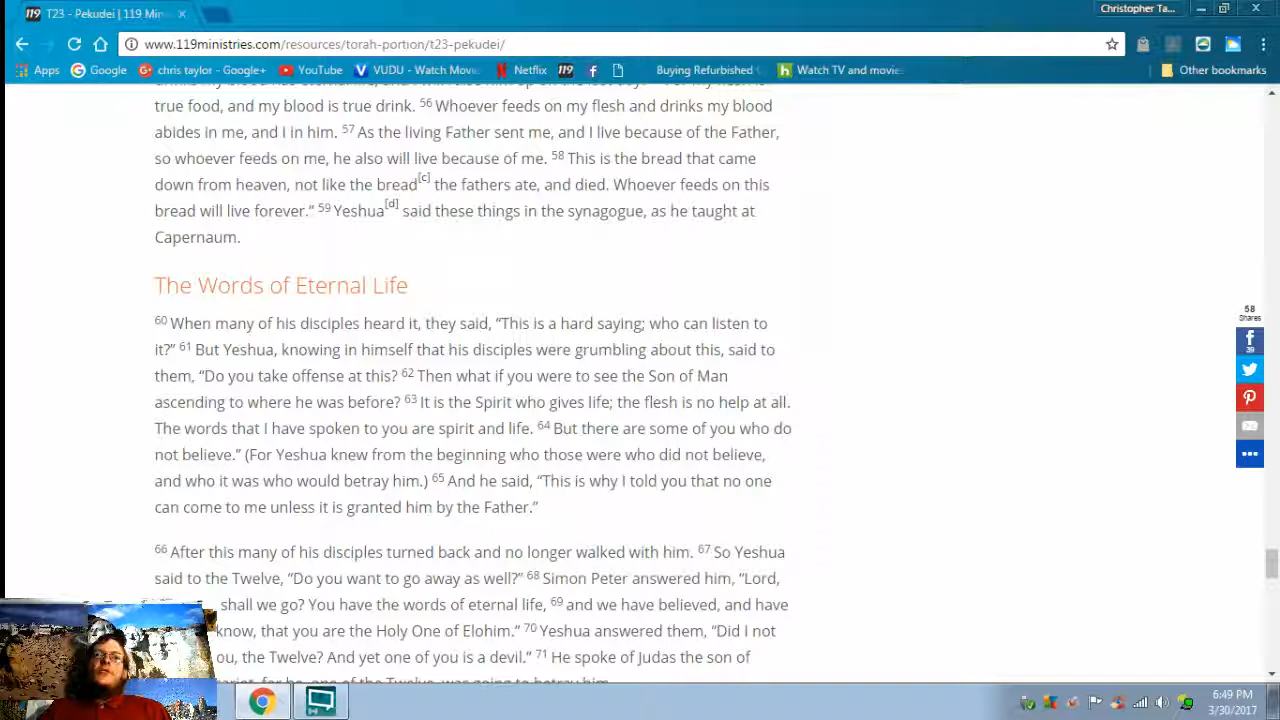 119 T23 - Pekudei | 119 Min
Christopher Ta...
www.119ministries.com/resources/torah-portion/t23-pekudei/
Apps Google chris taylor - Google+ YouTube VUDU - Watch Movie Netflix 119 Buying Refurbished Watch TV and movies Other bookmarks
true food, and my blood is true drink. 56 Whoever feeds on my flesh and drinks my blood
abides in me, and I in him. 57 As the living Father sent me, and I live because of the Father,
so whoever feeds on me, he also will live because of me. 58 This is the bread that came
down from heaven, not like the bread[c] the fathers ate, and died. Whoever feeds on this
bread will live forever.” 59 Yeshua[d] said these things in the synagogue, as he taught at
Capernaum.
The Words of Eternal Life
60 When many of his disciples heard it, they said, “This is a hard saying; who can listen to
it?” 61 But Yeshua, knowing in himself that his disciples were grumbling about this, said to
them, “Do you take offense at this? 62 Then what if you were to see the Son of Man
ascending to where he was before? 63 It is the Spirit who gives life; the flesh is no help at all.
The words that I have spoken to you are spirit and life. 64 But there are some of you who do
not believe.” (For Yeshua knew from the beginning who those were who did not believe,
and who it was who would betray him.) 65 And he said, “This is why I told you that no one
can come to me unless it is granted him by the Father.”
66 After this many of his disciples turned back and no longer walked with him. 67 So Yeshua
said to the Twelve, “Do you want to go away as well?” 68 Simon Peter answered him, “Lord,
shall we go? You have the words of eternal life, 69 and we have believed, and have
know, that you are the Holy One of Elohim.” 70 Yeshua answered them, “Did I not
ou, the Twelve? And yet one of you is a devil.” 71 He spoke of Judas the son of
58
Shares
39
6:49 PM
3/30/2017